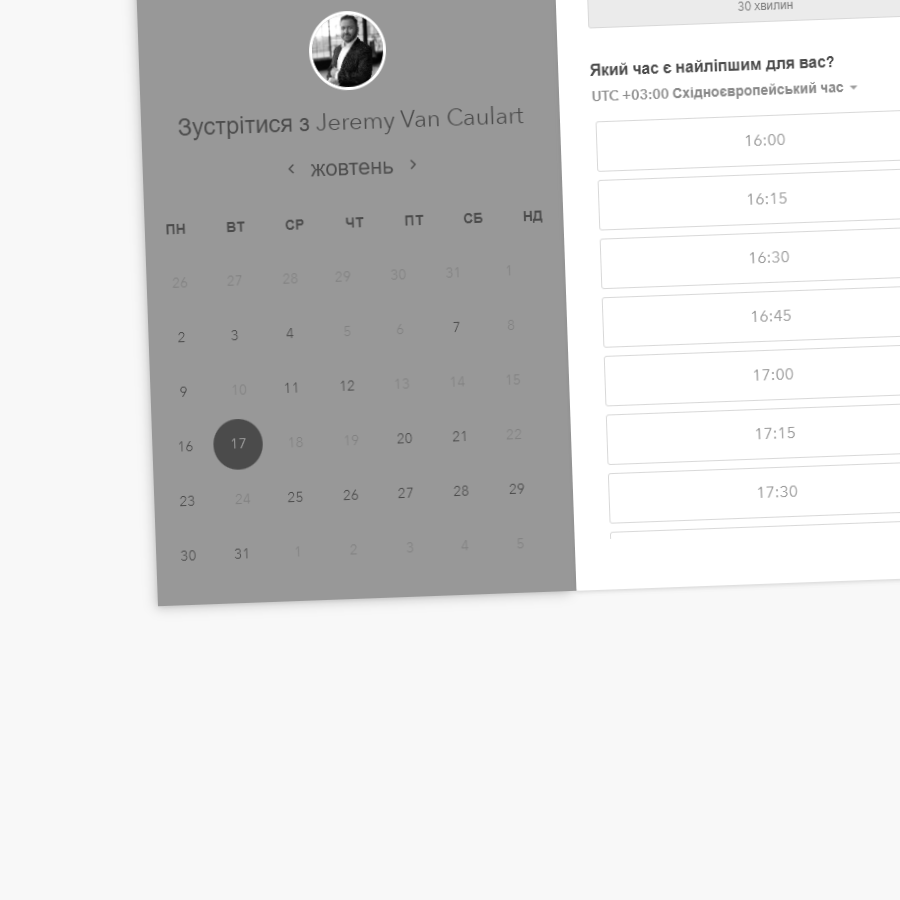 Зустрітися з Jeremy Van Caulart
‹ жовтень ›
ПН ВТ СР ЧТ ПТ СБ НД
26 27 28 29 30 31 1
2 3 4 5 6 7 8
9 10 11 12 13 14 15
16 17 18 19 20 21 22
23 24 25 26 27 28 29
30 31 1 2 3 4 5
30 хвилин
Який час є найліпшим для вас?
UTC +03:00 Східноєвропейський час
16:00
16:15
16:30
16:45
17:00
17:15
17:30